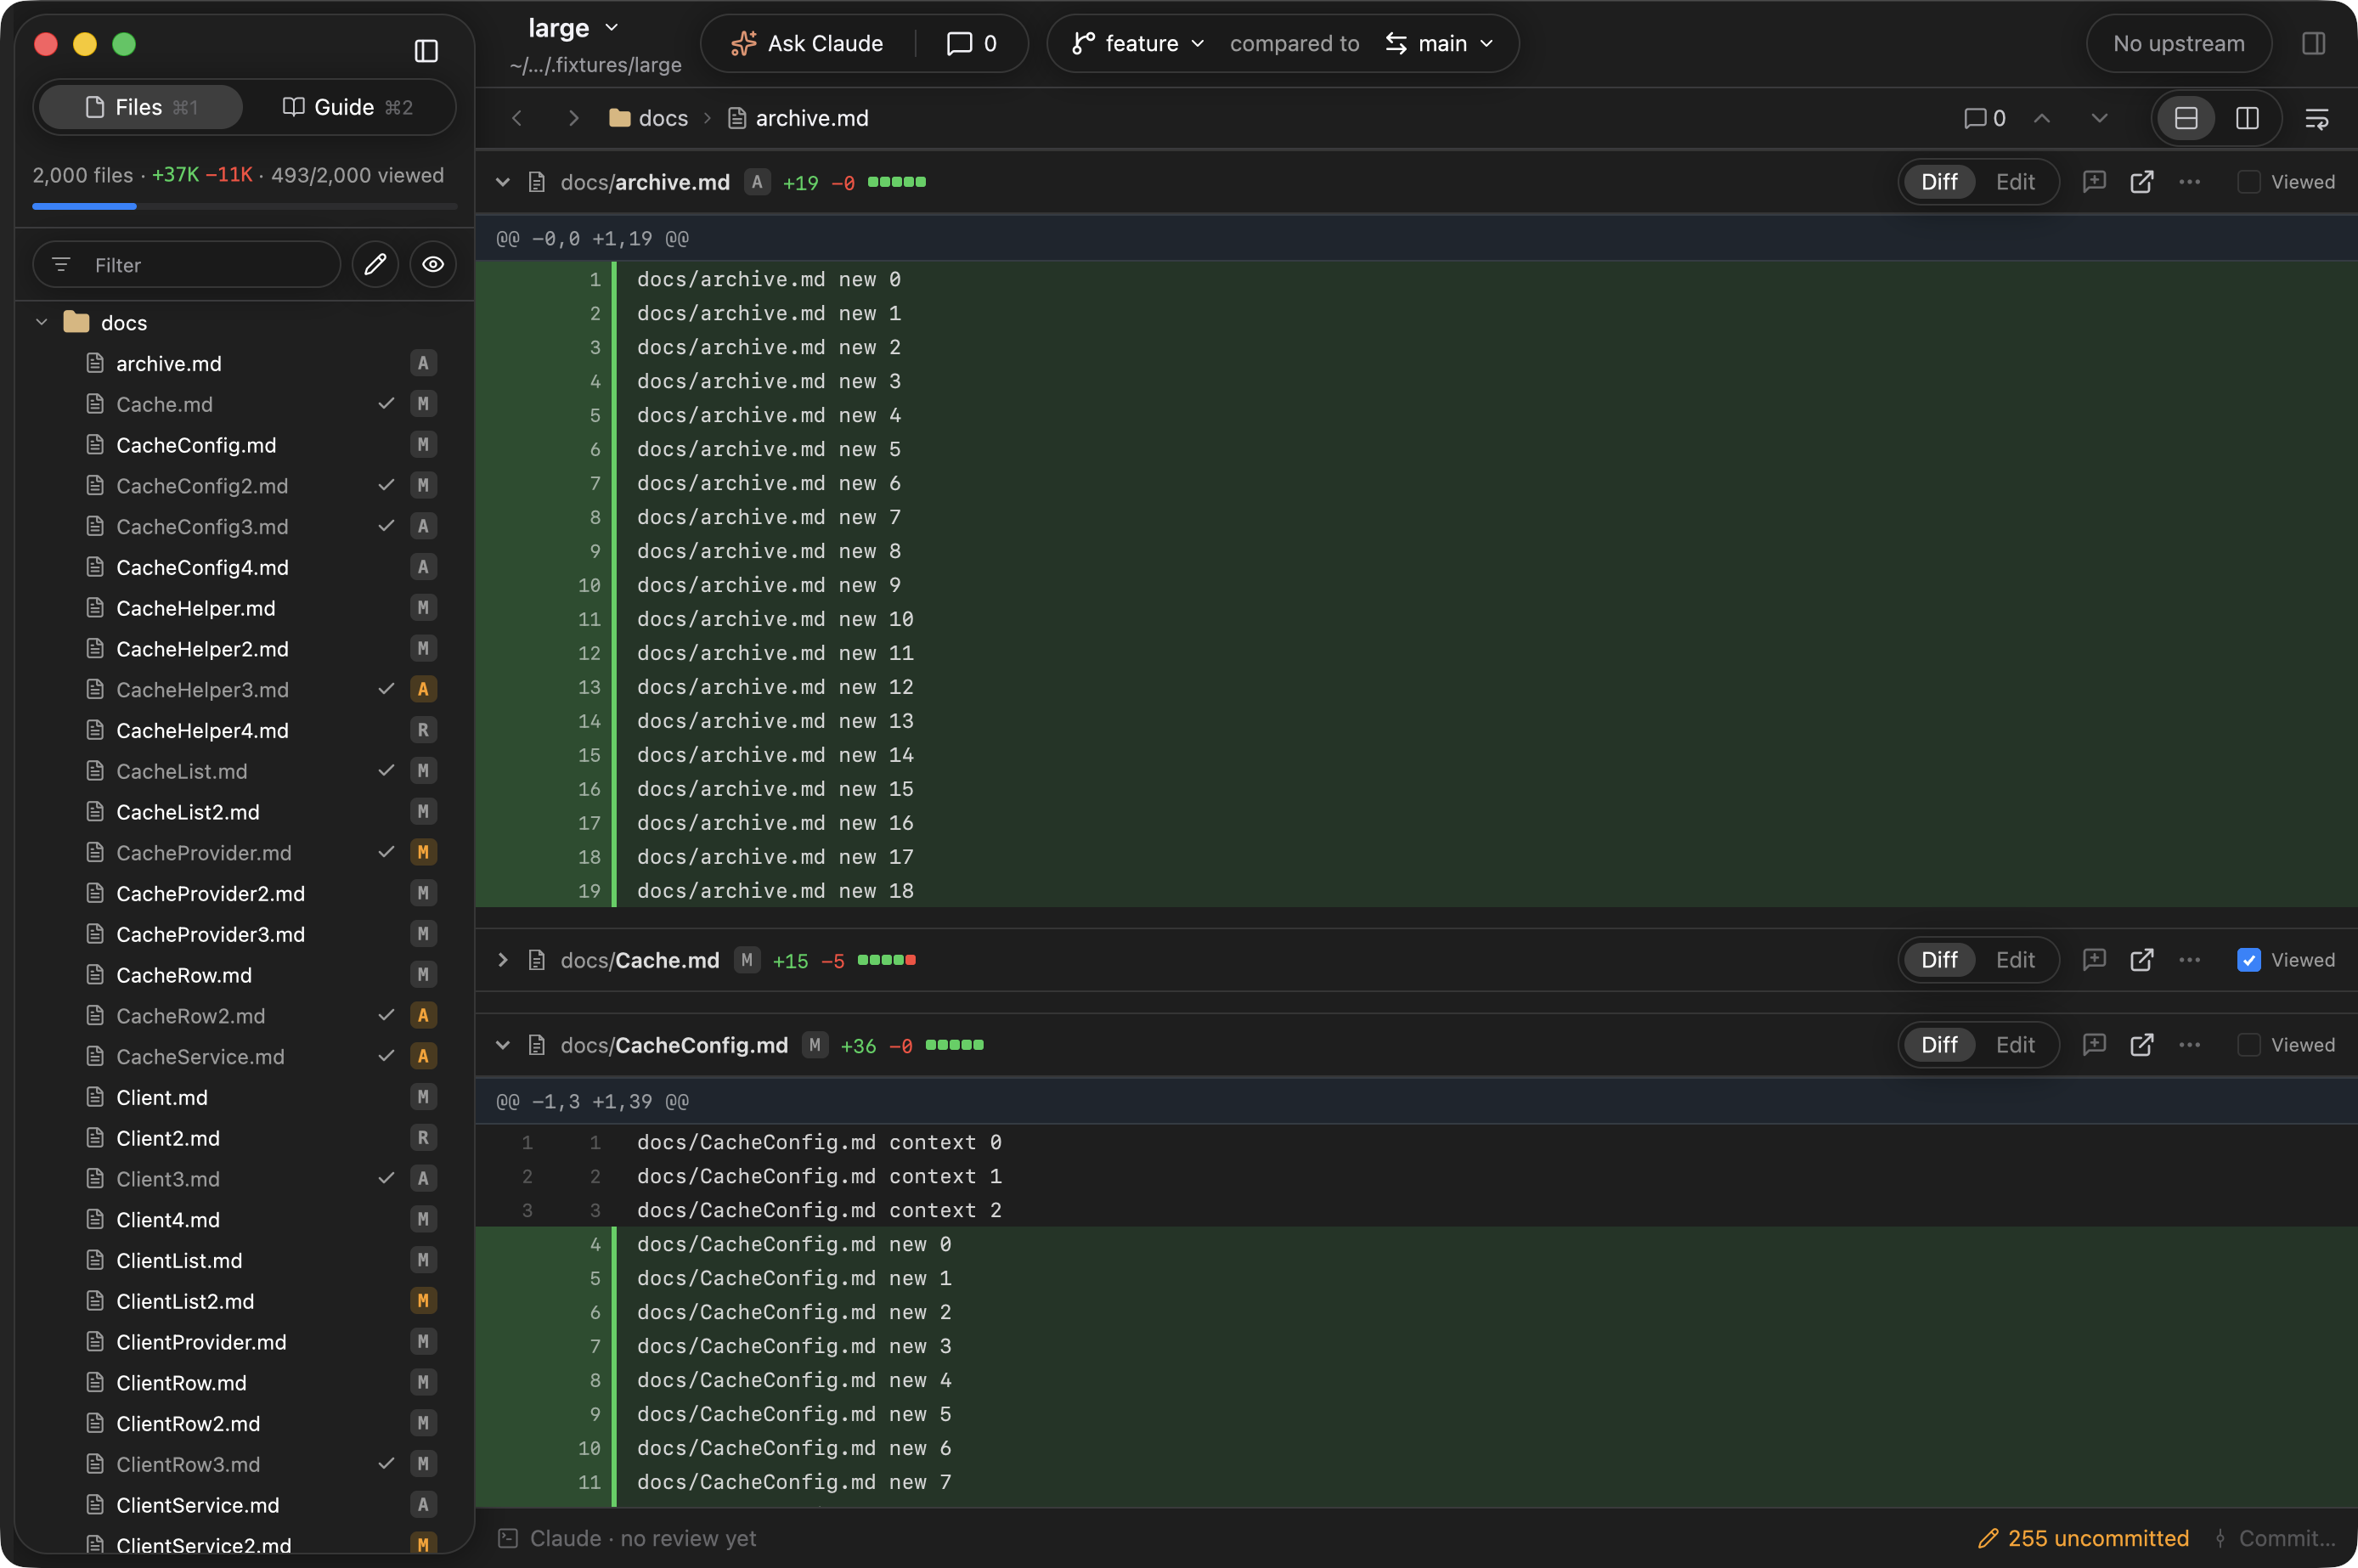 large
~/.../.fixtures/large
Ask Claude
0
feature
compared to
main
No upstream
Files ⌘1
Guide ⌘2
2,000 files · +37K −11K · 493/2,000 viewed
Filter
docs
archive.md A
Cache.md M
CacheConfig.md M
CacheConfig2.md M
CacheConfig3.md A
CacheConfig4.md A
CacheHelper.md M
CacheHelper2.md M
CacheHelper3.md A
CacheHelper4.md R
CacheList.md M
CacheList2.md M
CacheProvider.md M
CacheProvider2.md M
CacheProvider3.md M
CacheRow.md M
CacheRow2.md A
CacheService.md A
Client.md M
Client2.md R
Client3.md A
Client4.md M
ClientList.md M
ClientList2.md M
ClientProvider.md M
ClientRow.md M
ClientRow2.md M
ClientRow3.md M
ClientService.md A
ClientService2.md M
docs
archive.md
0
docs/archive.md A +19 −0
Diff Edit
Viewed
@@ −0,0 +1,19 @@
1 docs/archive.md new 0
2 docs/archive.md new 1
3 docs/archive.md new 2
4 docs/archive.md new 3
5 docs/archive.md new 4
6 docs/archive.md new 5
7 docs/archive.md new 6
8 docs/archive.md new 7
9 docs/archive.md new 8
10 docs/archive.md new 9
11 docs/archive.md new 10
12 docs/archive.md new 11
13 docs/archive.md new 12
14 docs/archive.md new 13
15 docs/archive.md new 14
16 docs/archive.md new 15
17 docs/archive.md new 16
18 docs/archive.md new 17
19 docs/archive.md new 18
docs/Cache.md M +15 −5
Diff Edit
Viewed
docs/CacheConfig.md M +36 −0
Diff Edit
Viewed
@@ −1,3 +1,39 @@
1 1 docs/CacheConfig.md context 0
2 2 docs/CacheConfig.md context 1
3 3 docs/CacheConfig.md context 2
4 docs/CacheConfig.md new 0
5 docs/CacheConfig.md new 1
6 docs/CacheConfig.md new 2
7 docs/CacheConfig.md new 3
8 docs/CacheConfig.md new 4
9 docs/CacheConfig.md new 5
10 docs/CacheConfig.md new 6
11 docs/CacheConfig.md new 7
Claude · no review yet
255 uncommitted
Commit...